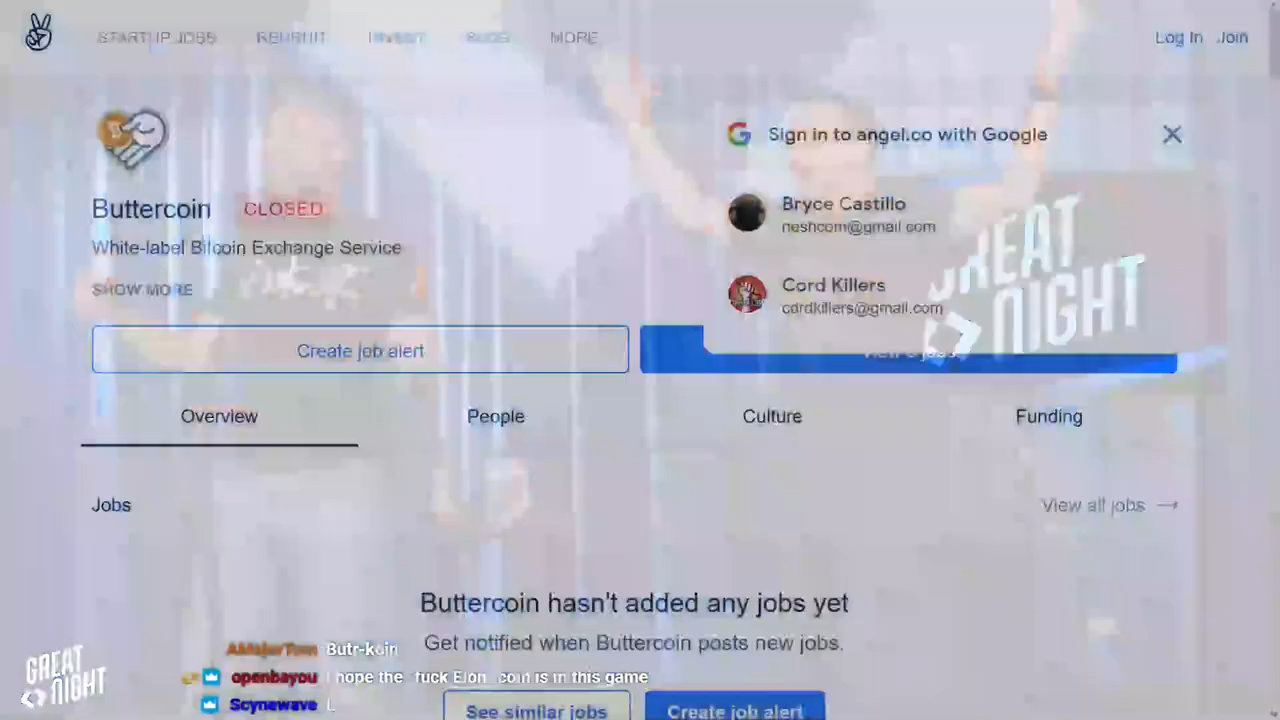 STARTUP JOBS RECRUIT INVEST BLOG MORE Log In Join
Sign in to angel.co with Google
Buttercoin CLOSED
Bryce Castillo
neshcom@gmail.com
White-label Bitcoin Exchange Service
SHOW MORE
Cord Killers
cordkillers@gmail.com
GREAT
NIGHT
Create job alert
Overview People Culture Funding
Jobs View all jobs →
Buttercoin hasn't added any jobs yet
Get notified when Buttercoin posts new jobs.
GREAT
NIGHT
AMajorTom Butr-koin
openbayou I hope the fuck Elon coin is in this game
Scynewave L
See similar jobs Create job alert